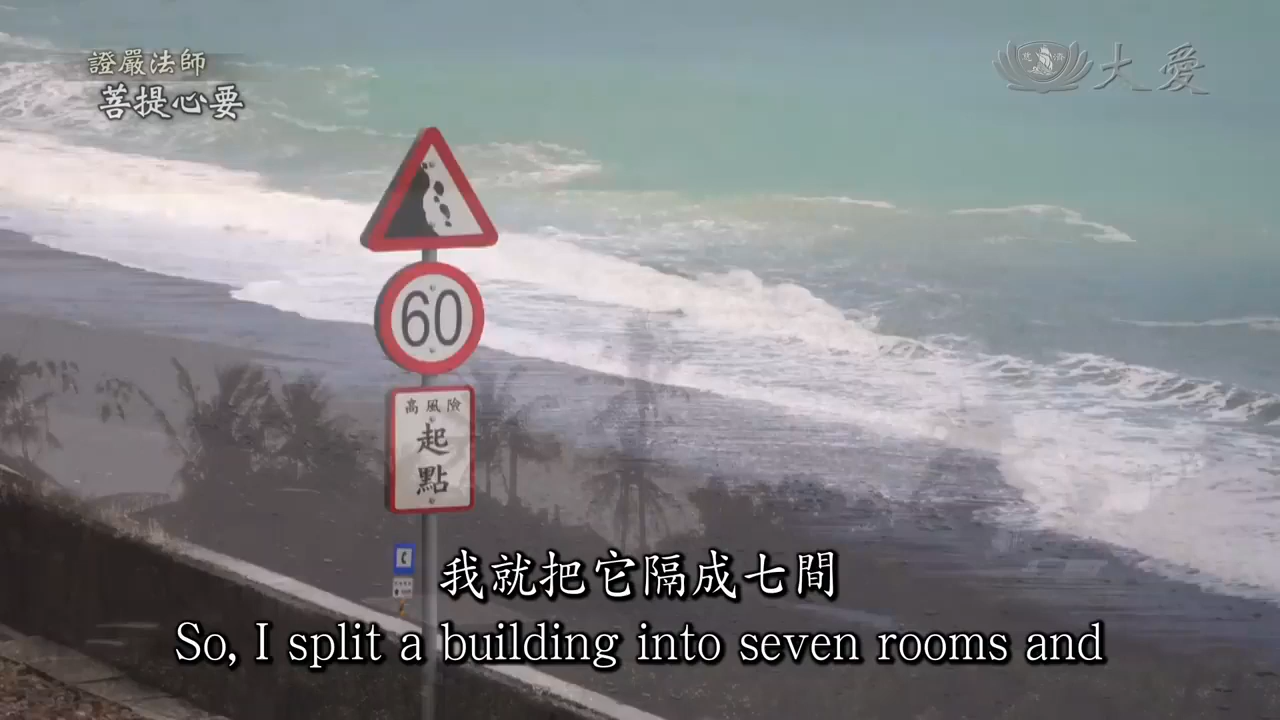 證嚴法師
菩提心要
大愛
60
高風險
起
點
我就把它隔成七間
So, I split a building into seven rooms and